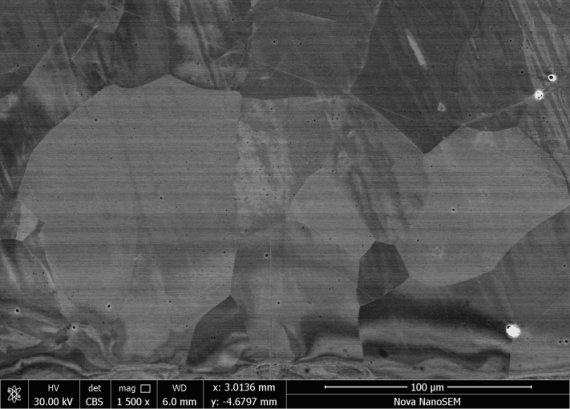 HV det mag WD x: 3.0136 mm 100 µm
30.00 kV CBS 1 500 x 6.0 mm y: -4.6797 mm Nova NanoSEM